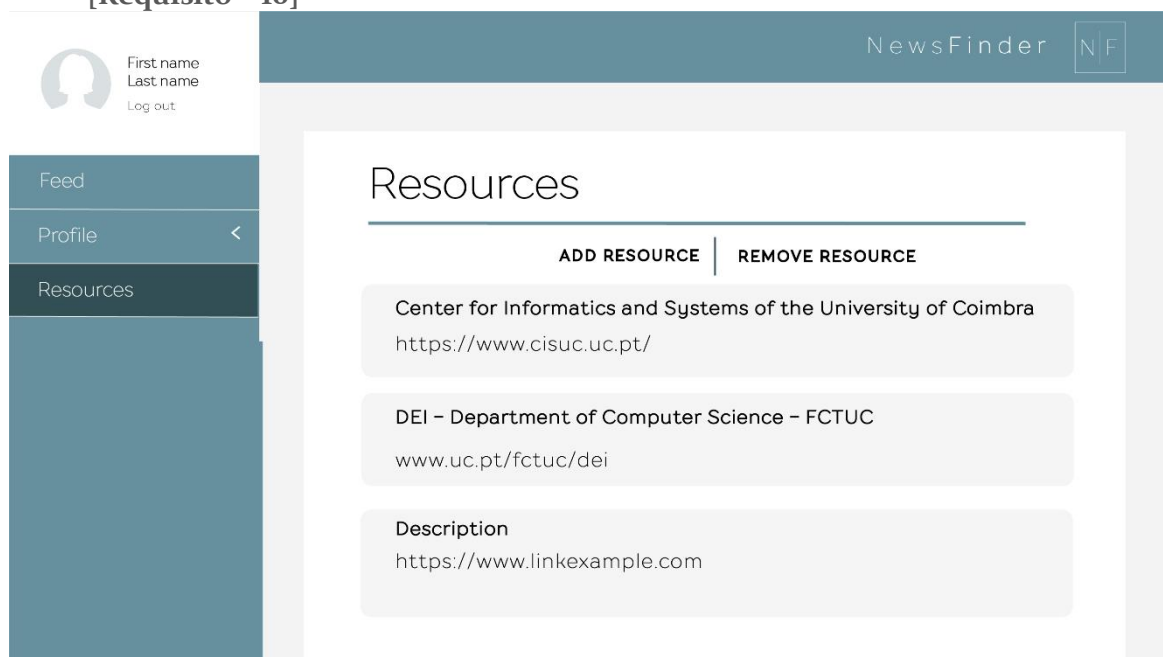 [Requisito - 18]
First name
Last name
Log out
NewsFinder N|F
Feed
Profile <
Resources
Resources
ADD RESOURCE | REMOVE RESOURCE
Center for Informatics and Systems of the University of Coimbra
https://www.cisuc.uc.pt/
DEI - Department of Computer Science - FCTUC
www.uc.pt/fctuc/dei
Description
https://www.linkexample.com